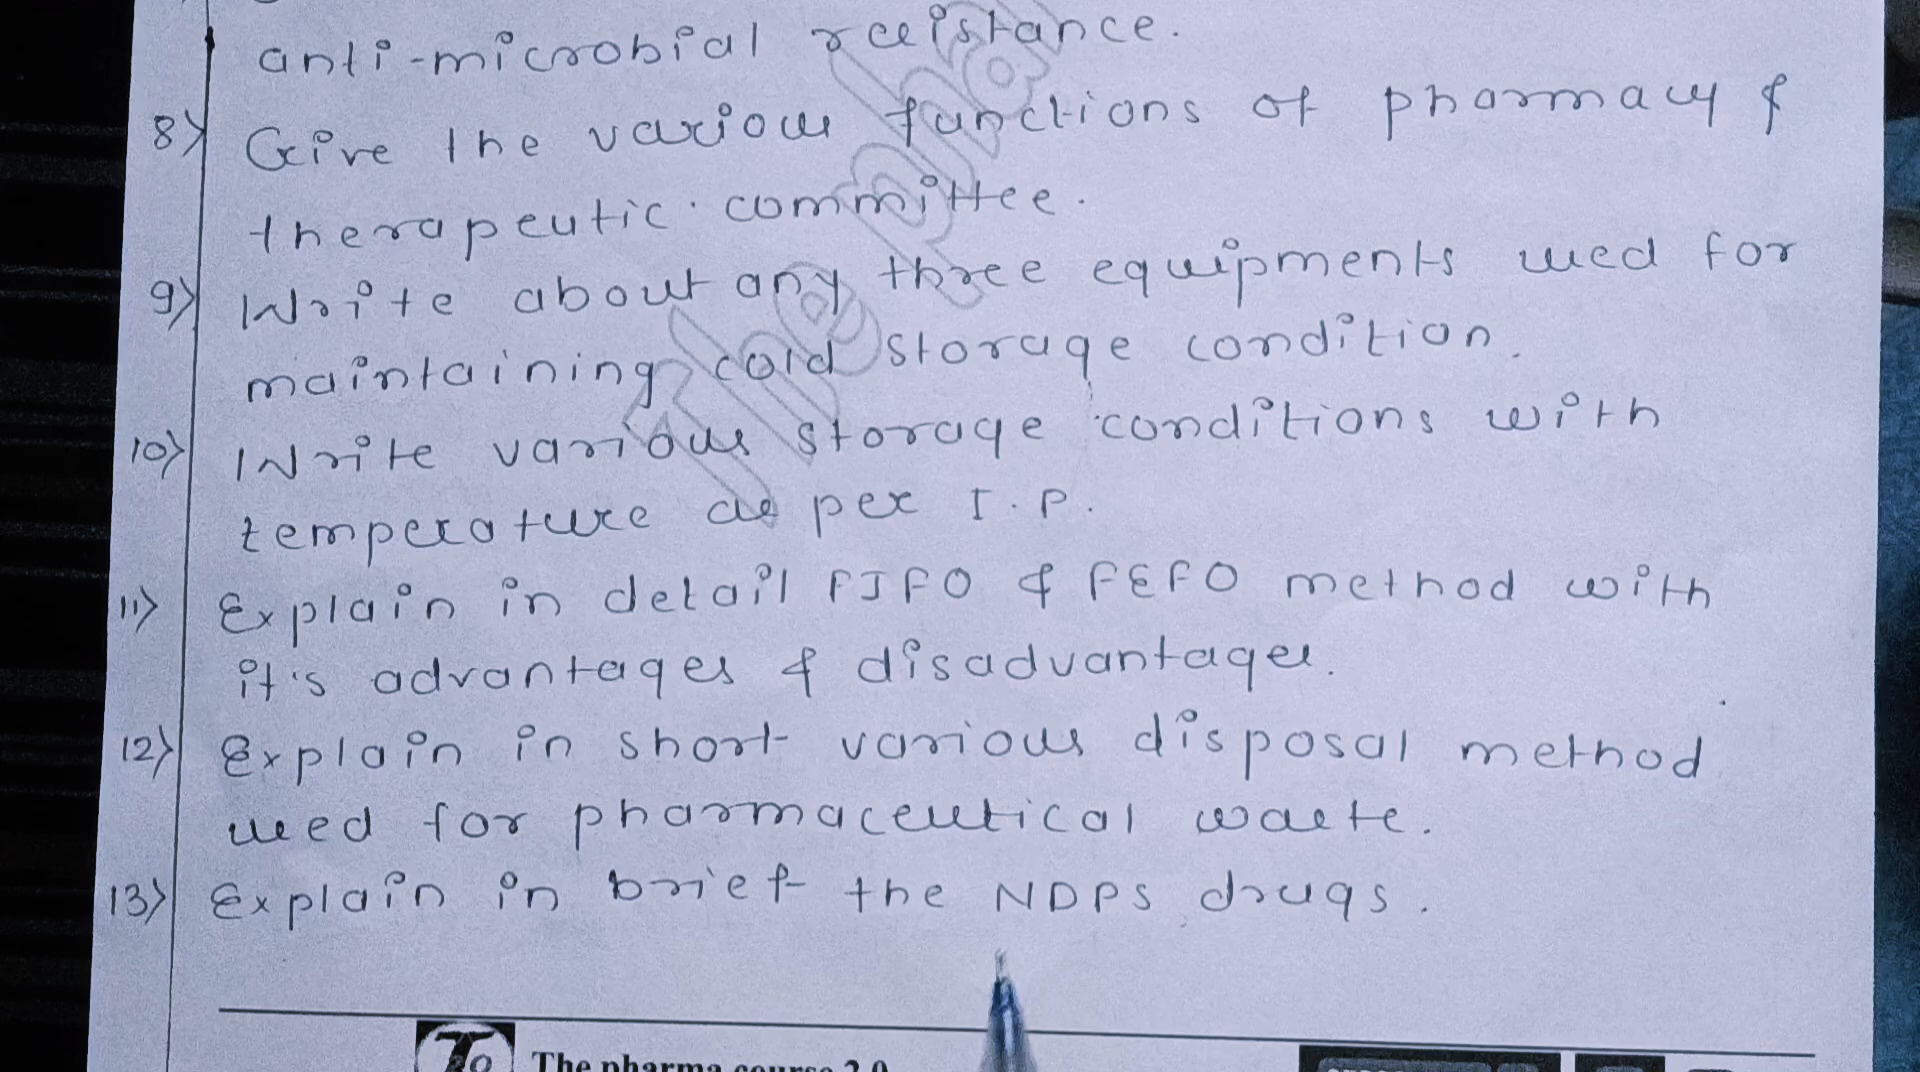 anti-microbial resistance.
8) Give the various functions of pharmacy &
therapeutic committee.
9) Write about any three equipments used for
maintaining cold storage condition.
10) Write various storage conditions with
temperature as per I.P.
11) Explain in detail FIFO & FEFO method with
it's advantages & disadvantages.
12) Explain in short various disposal method
used for pharmaceutical waste.
13) Explain in brief the NDPS drugs.
The pharma course 2.0